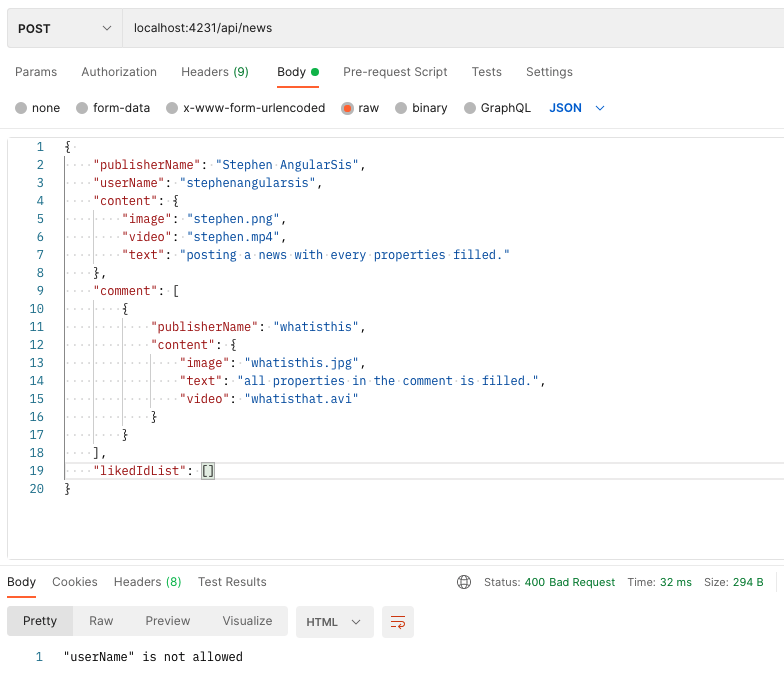 POST localhost:4231/api/news
Params Authorization Headers (9) Body Pre-request Script Tests Settings
none form-data x-www-form-urlencoded raw binary GraphQL JSON
1 {
2 "publisherName": "Stephen AngularSis",
3 "userName": "stephenangularsis",
4 "content": {
5 "image": "stephen.png",
6 "video": "stephen.mp4",
7 "text": "posting a news with every properties filled."
8 },
9 "comment": [
10 {
11 "publisherName": "whatisthis",
12 "content": {
13 "image": "whatisthis.jpg",
14 "text": "all properties in the comment is filled.",
15 "video": "whatisthat.avi"
16 }
17 }
18 ],
19 "likedIdList": []
20 }
Body Cookies Headers (8) Test Results Status: 400 Bad Request Time: 32 ms Size: 294 B
Pretty Raw Preview Visualize HTML
1 "userName" is not allowed